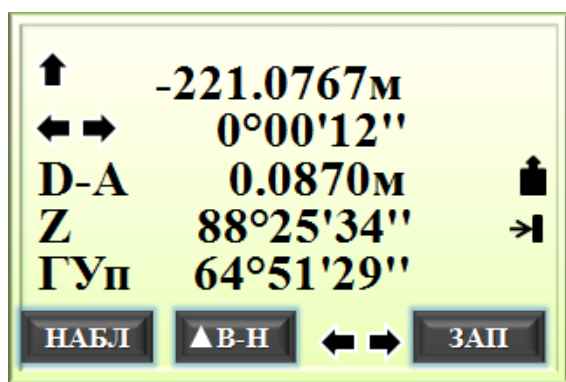 -221.0767м
0°00'12''
D-A 0.0870м
Z 88°25'34''
ГУп 64°51'29''
НАБЛ ▲В-Н ЗАП